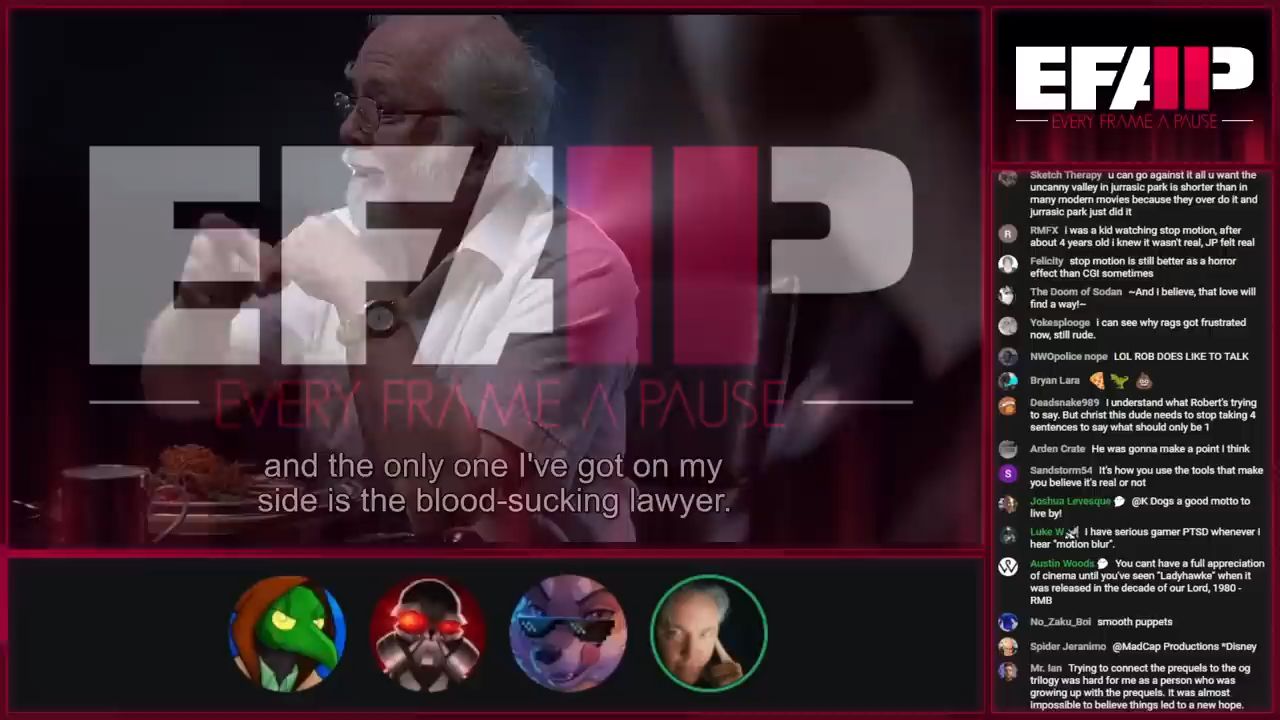 EFAP
EVERY FRAME A PAUSE
and the only one I've got on my
side is the blood-sucking lawyer.
EFAP
EVERY FRAME A PAUSE
Sketch Therapy u can go against it all u want the
uncanny valley in jurrasic park is shorter than in
many modern movies because they over do it and
jurrasic park just did it
RMFX i was a kid watching stop motion, after
about 4 years old i knew it wasn't real, JP felt real
Felicity stop motion is still better as a horror
effect than CGI sometimes
The Doom of Sodan ~And i believe, that love will
find a way!~
Yokesplooge i can see why rags got frustrated
now, still rude.
NWOpolice nope LOL ROB DOES LIKE TO TALK
Bryan Lara 🍕 🦖 💩
Deadsnake989 I understand what Robert's trying
to say. But christ this dude needs to stop taking 4
sentences to say what should only be 1
Arden Crate He was gonna make a point I think
Sandstorm54 It's how you use the tools that make
you believe it's real or not
Joshua Levesque @K Dogs a good motto to
live by!
Luke W I have serious gamer PTSD whenever I
hear "motion blur".
Austin Woods You cant have a full appreciation
of cinema until you've seen "Ladyhawke" when it
was released in the decade of our Lord, 1980 -
RMB
No_Zaku_Boi smooth puppets
Spider Jeranimo @MadCap Productions *Disney
Mr. Ian Trying to connect the prequels to the og
trilogy was hard for me as a person who was
growing up with the prequels. It was almost
impossible to believe things led to a new hope.